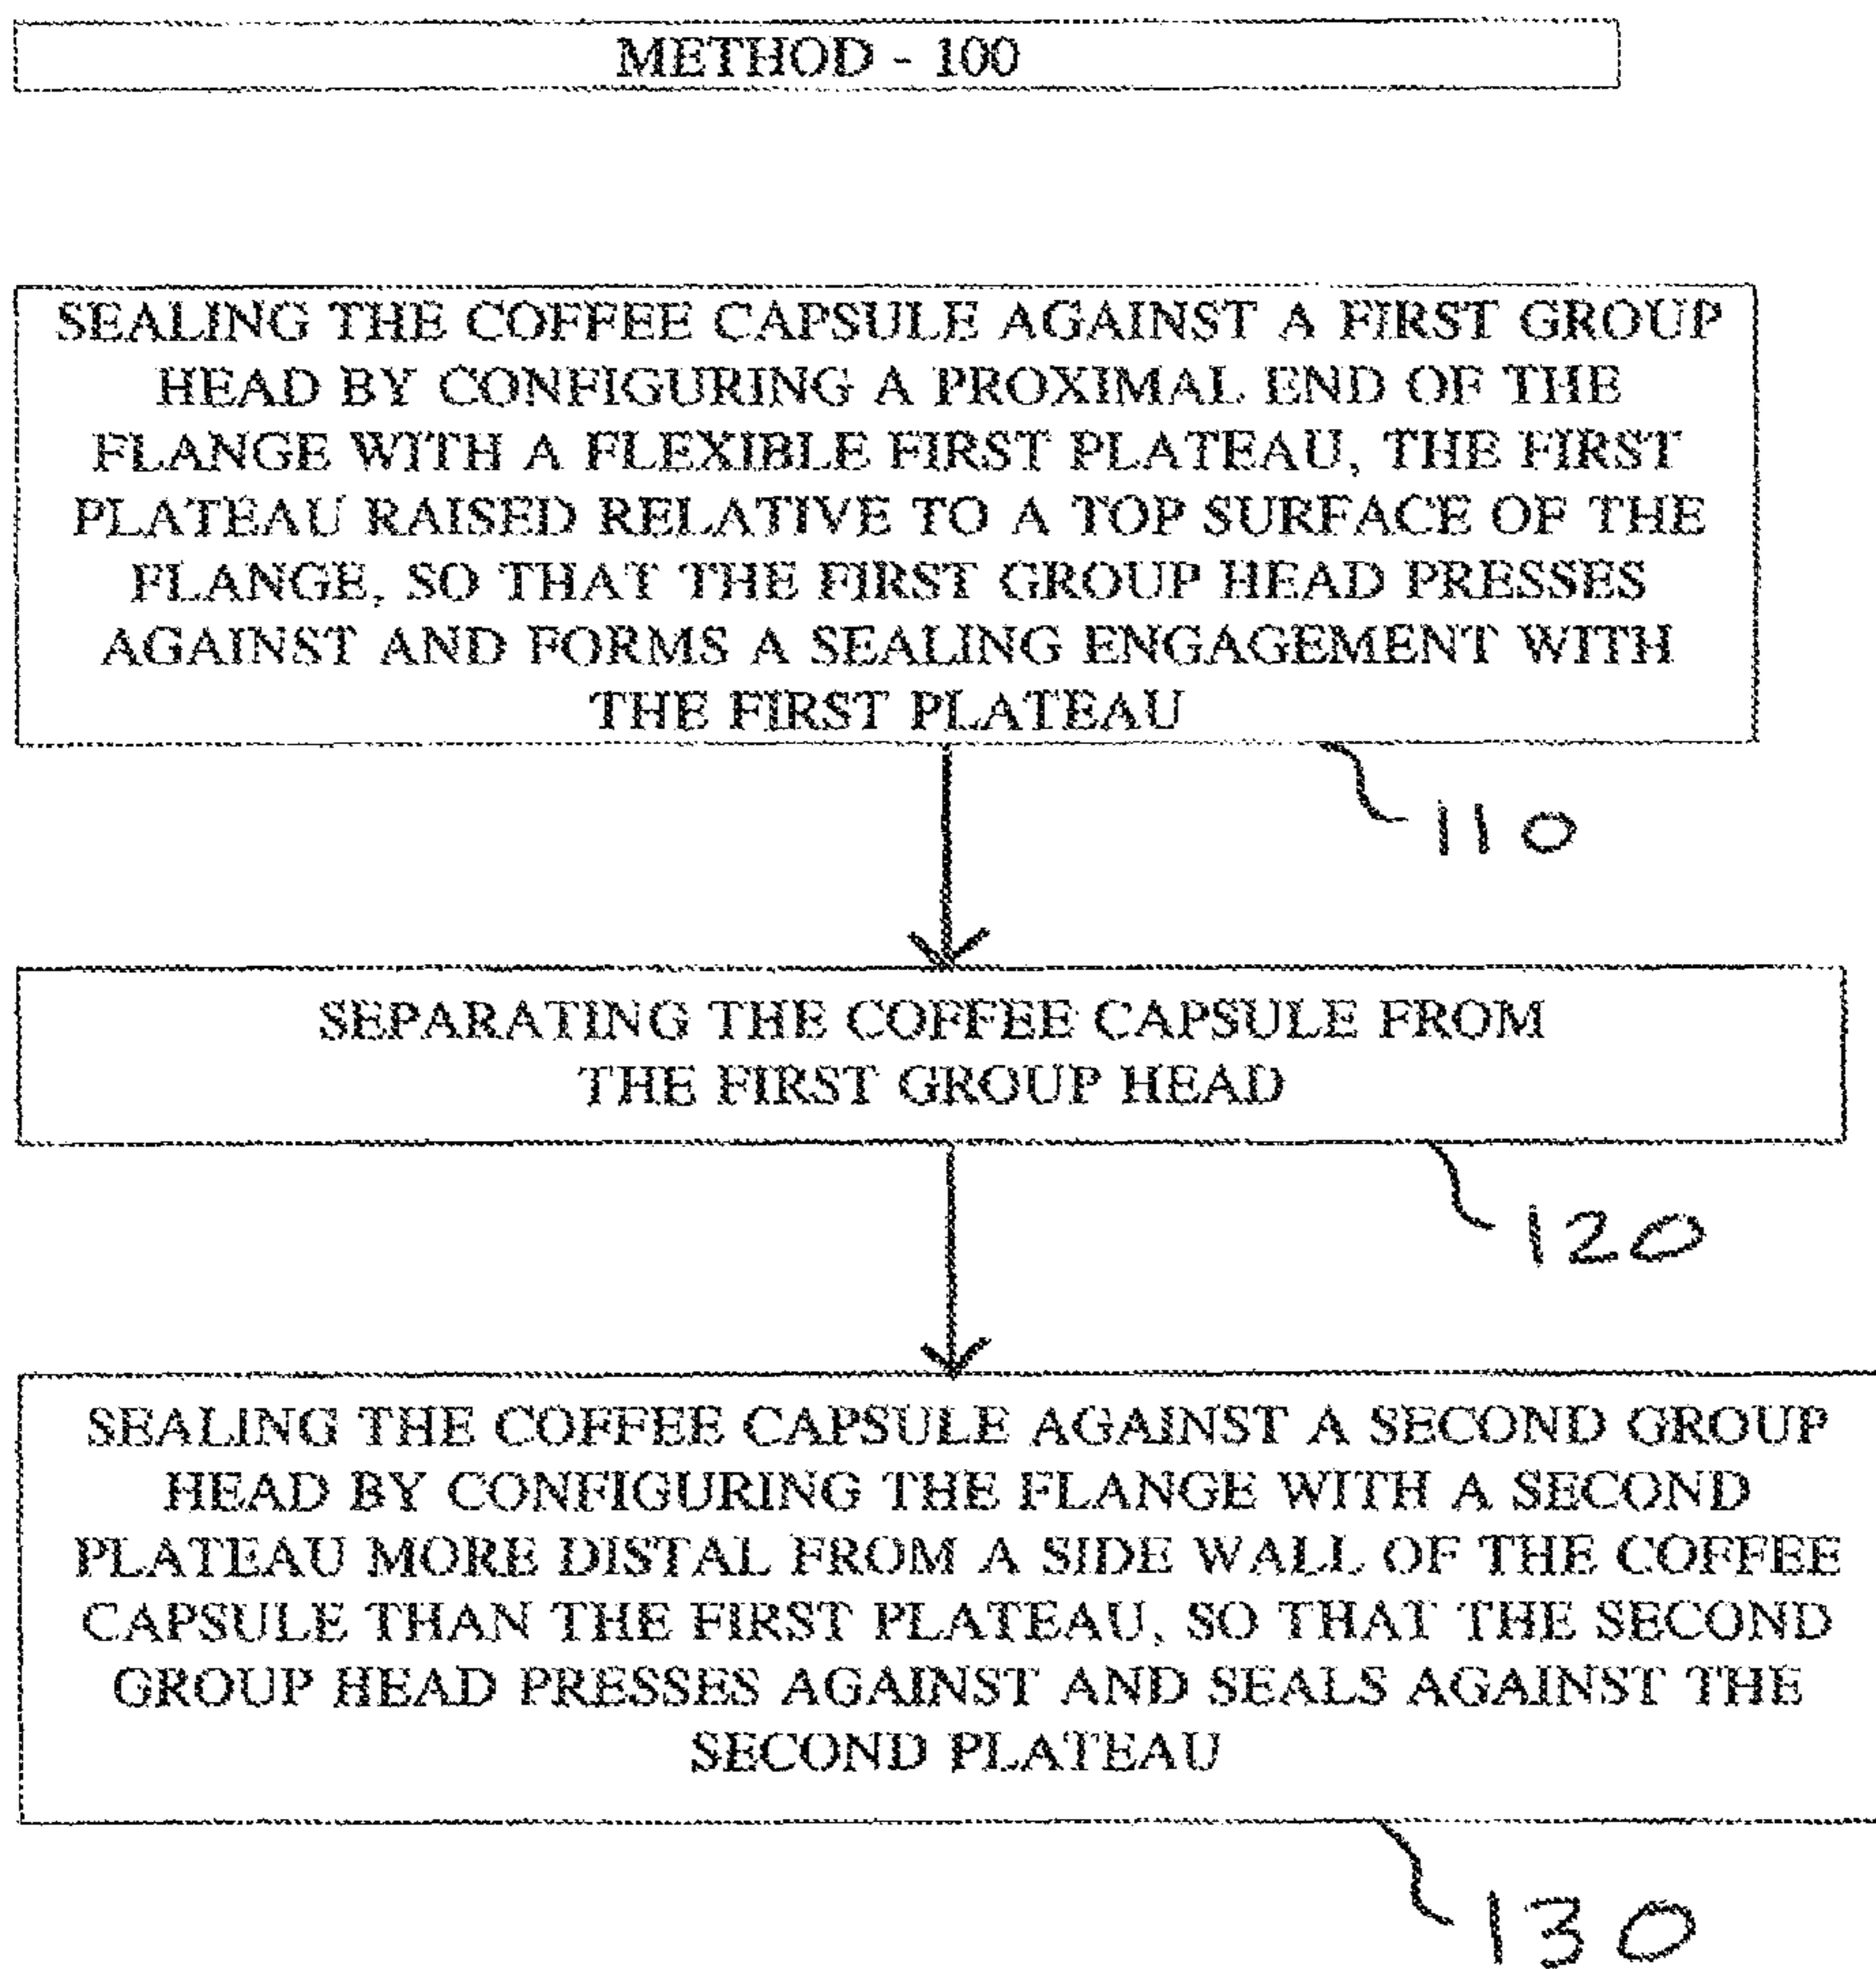 METHOD - 100
SEALING THE COFFEE CAPSULE AGAINST A FIRST GROUP
HEAD BY CONFIGURING A PROXIMAL END OF THE
FLANGE WITH A FLEXIBLE FIRST PLATEAU, THE FIRST
PLATEAU RAISED RELATIVE TO A TOP SURFACE OF THE
FLANGE, SO THAT THE FIRST GROUP HEAD PRESSES
AGAINST AND FORMS A SEALING ENGAGEMENT WITH
THE FIRST PLATEAU
110
SEPARATING THE COFFEE CAPSULE FROM
THE FIRST GROUP HEAD
120
SEALING THE COFFEE CAPSULE AGAINST A SECOND GROUP
HEAD BY CONFIGURING THE FLANGE WITH A SECOND
PLATEAU MORE DISTAL FROM A SIDE WALL OF THE COFFEE
CAPSULE THAN THE FIRST PLATEAU, SO THAT THE SECOND
GROUP HEAD PRESSES AGAINST AND SEALS AGAINST THE
SECOND PLATEAU
130